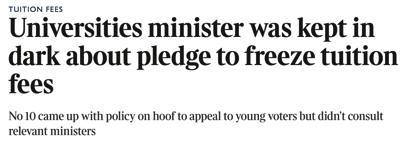 TUITION FEES
Universities minister was kept in
dark about pledge to freeze tuition
fees
No 10 came up with policy on hoof to appeal to young voters but didn't consult
relevant ministers